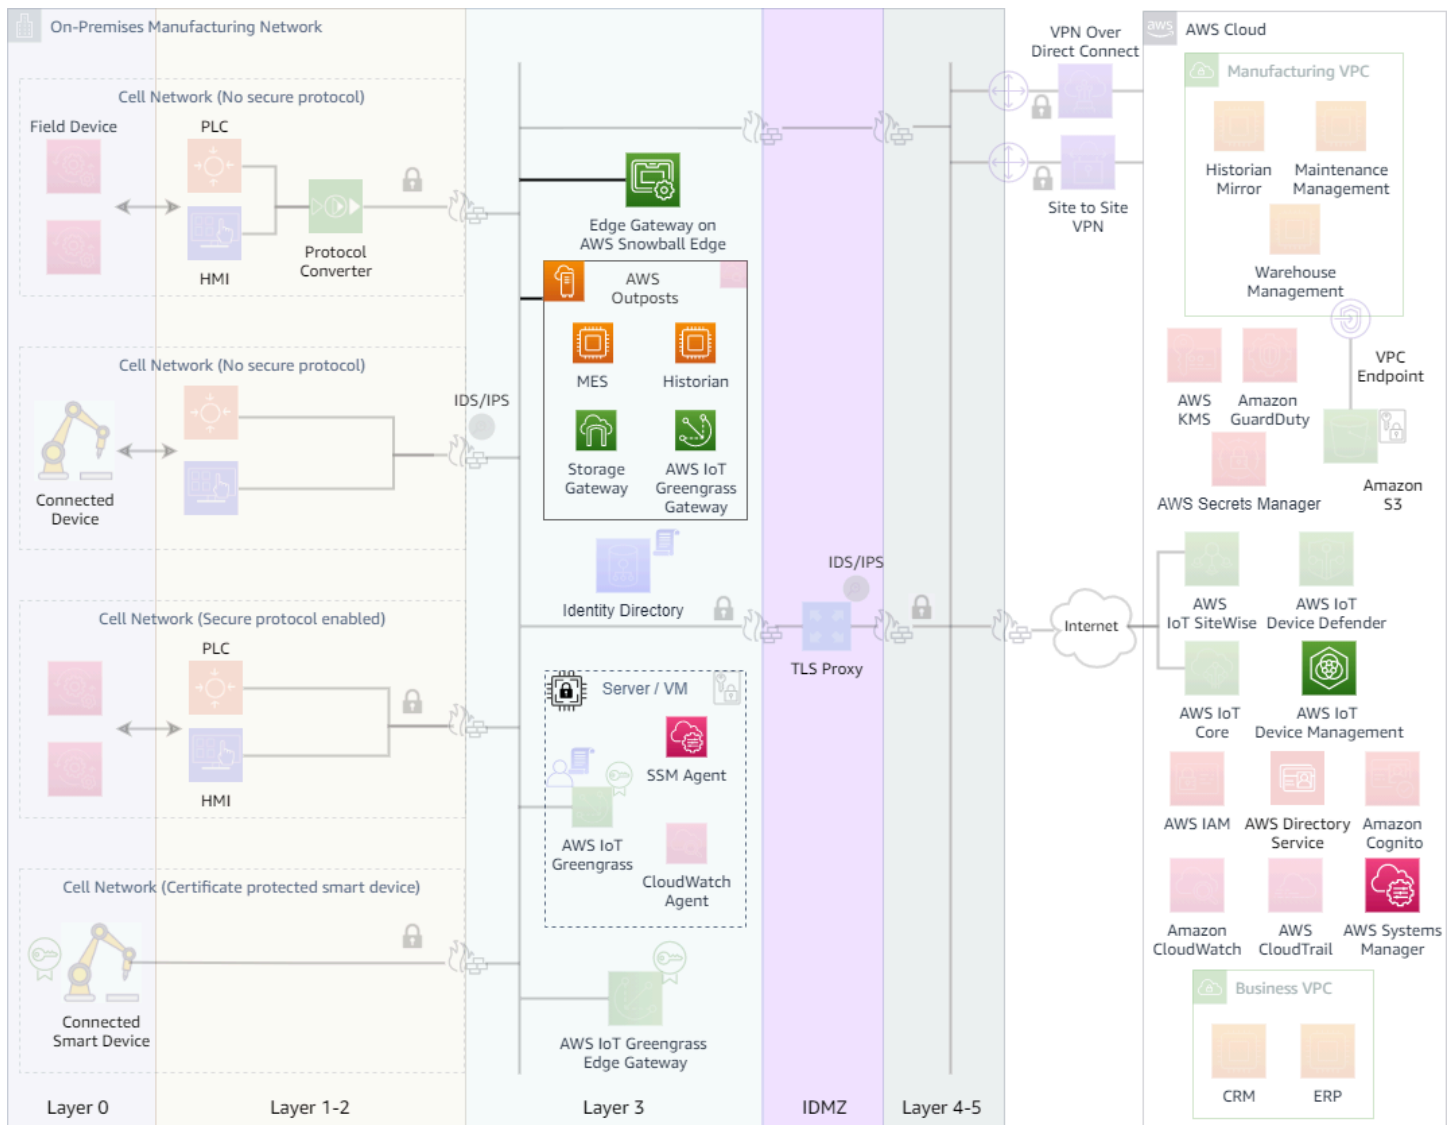 On-Premises Manufacturing Network
Cell Network (No secure protocol)
Field Device
PLC
HMI
Protocol
Converter
Cell Network (No secure protocol)
Connected
Device
IDS/IPS
Cell Network (Secure protocol enabled)
PLC
HMI
Cell Network (Certificate protected smart device)
Connected
Smart Device
Edge Gateway on
AWS Snowball Edge
AWS
Outposts
MES
Historian
Storage
Gateway
AWS IoT
Greengrass
Gateway
Identity Directory
Server / VM
SSM Agent
AWS IoT
Greengrass
CloudWatch
Agent
AWS IoT Greengrass
Edge Gateway
IDS/IPS
TLS Proxy
VPN Over
Direct Connect
Site to Site
VPN
Internet
aws
AWS Cloud
Manufacturing VPC
Historian
Mirror
Maintenance
Management
Warehouse
Management
VPC
Endpoint
AWS
KMS
Amazon
GuardDuty
AWS Secrets Manager
Amazon
S3
AWS
IoT SiteWise
AWS IoT
Device Defender
AWS IoT
Core
AWS IoT
Device Management
AWS IAM
AWS Directory
Service
Amazon
Cognito
Amazon
CloudWatch
AWS
CloudTrail
AWS Systems
Manager
Business VPC
CRM
ERP
Layer 0
Layer 1-2
Layer 3
IDMZ
Layer 4-5